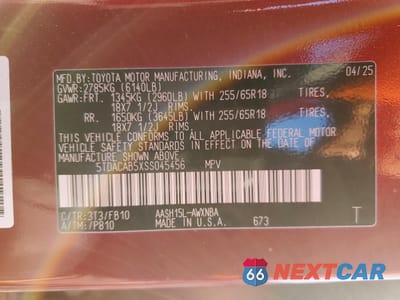 MFD.BY:TOYOTA MOTOR MANUFACTURING, INDIANA, INC. 04/25
GVWR:2785KG (6140LB)
GAWR:FRT. 1345KG (2960LB) WITH 255/65R18 TIRES,
18X7 1/2J RIMS,
RR. 1650KG (3645LB) WITH 255/65R18 TIRES,
18X7 1/2J RIMS,
THIS VEHICLE CONFORMS TO ALL APPLICABLE FEDERAL MOTOR
VEHICLE SAFETY STANDARDS IN EFFECT ON THE DATE OF
MANUFACTURE SHOWN ABOVE.
5TDACAB5XSS045456 MPV
C/TR:3T3/FB10 AASH15L-AWXNBA T
A/TM:/P810 MADE IN U.S.A. 673
66 NEXTCAR